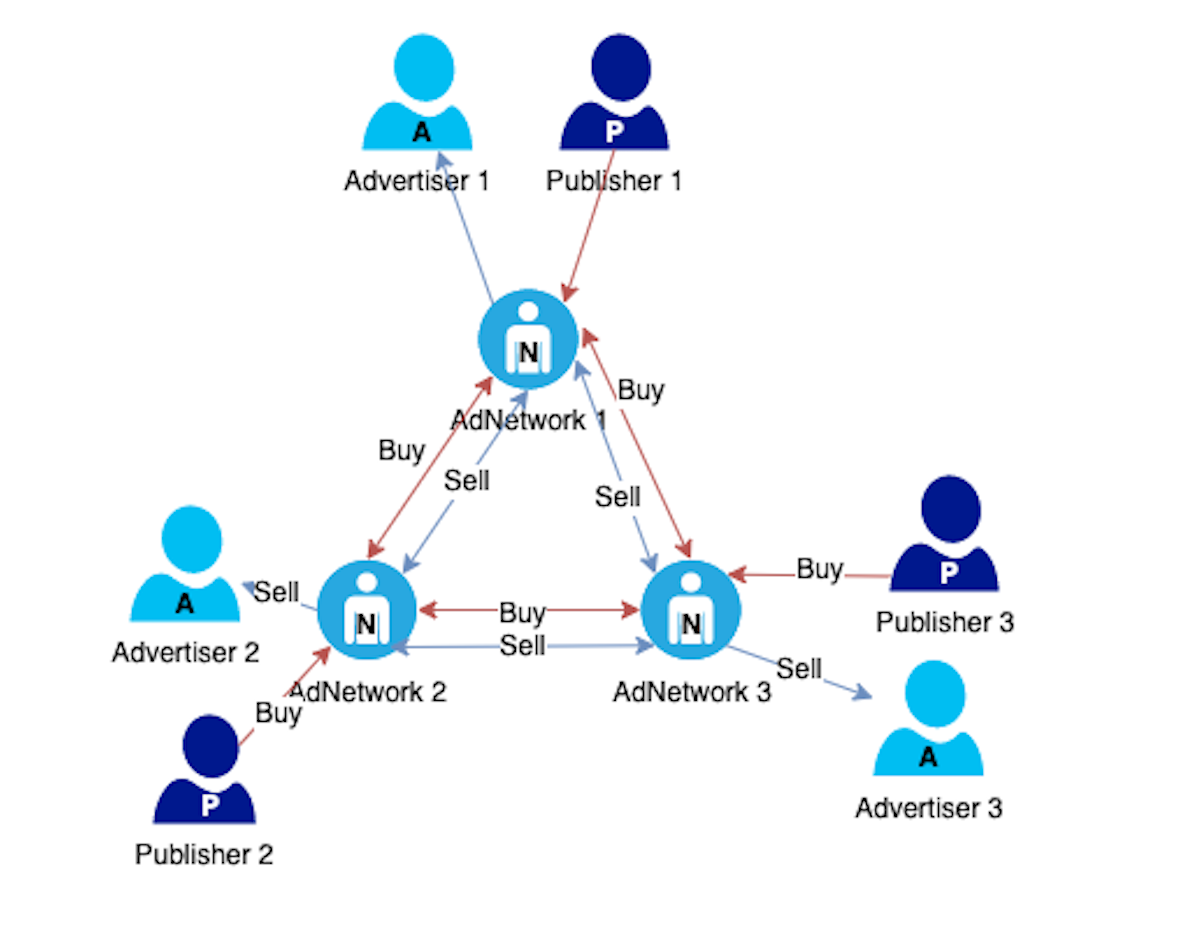 A
P
Advertiser 1
Publisher 1
N
AdNetwork 1
Buy
Buy
Sell
Sell
A
Sell
Advertiser 2
N
Buy
Sell
N
Buy
P
Publisher 3
AdNetwork 2
AdNetwork 3
Sell
Buy
A
Advertiser 3
P
Publisher 2